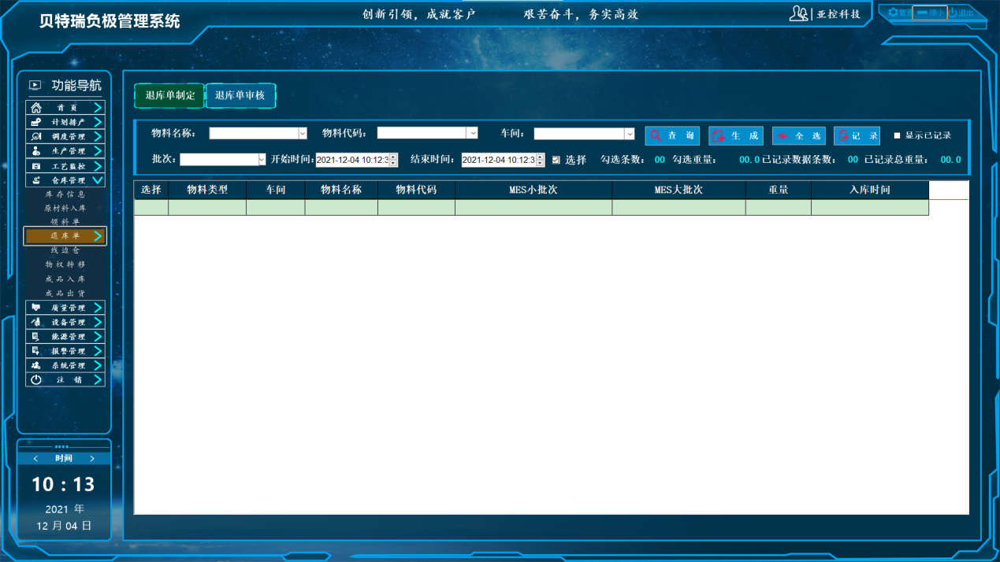 贝特瑞负极管理系统
创新引领，成就客户 艰苦奋斗，务实高效
亚控科技
管理 缩小 退出
功能导航
首 页
计划排产
调度管理
生产管理
工艺监控
仓库管理
库存信息
原材料入库
领料单
退库单
线边仓
物权转移
成品入库
成品出货
质量管理
设备管理
能源管理
报警管理
系统管理
注 销
< 时间 >
10 : 13
2021 年
12 月 04 日
退库单制定 退库单审核
物料名称： 物料代码： 车间： 查 询 生 成 全 选 记 录 显示已记录
批次： 开始时间： 2021-12-04 10:12:3 结束时间： 2021-12-04 10:12:3 选择 勾选条数： 00 勾选重量： 00.0 已记录数据条数： 00 已记录总重量： 00.0
选择 物料类型 车间 物料名称 物料代码 MES小批次 MES大批次 重量 入库时间